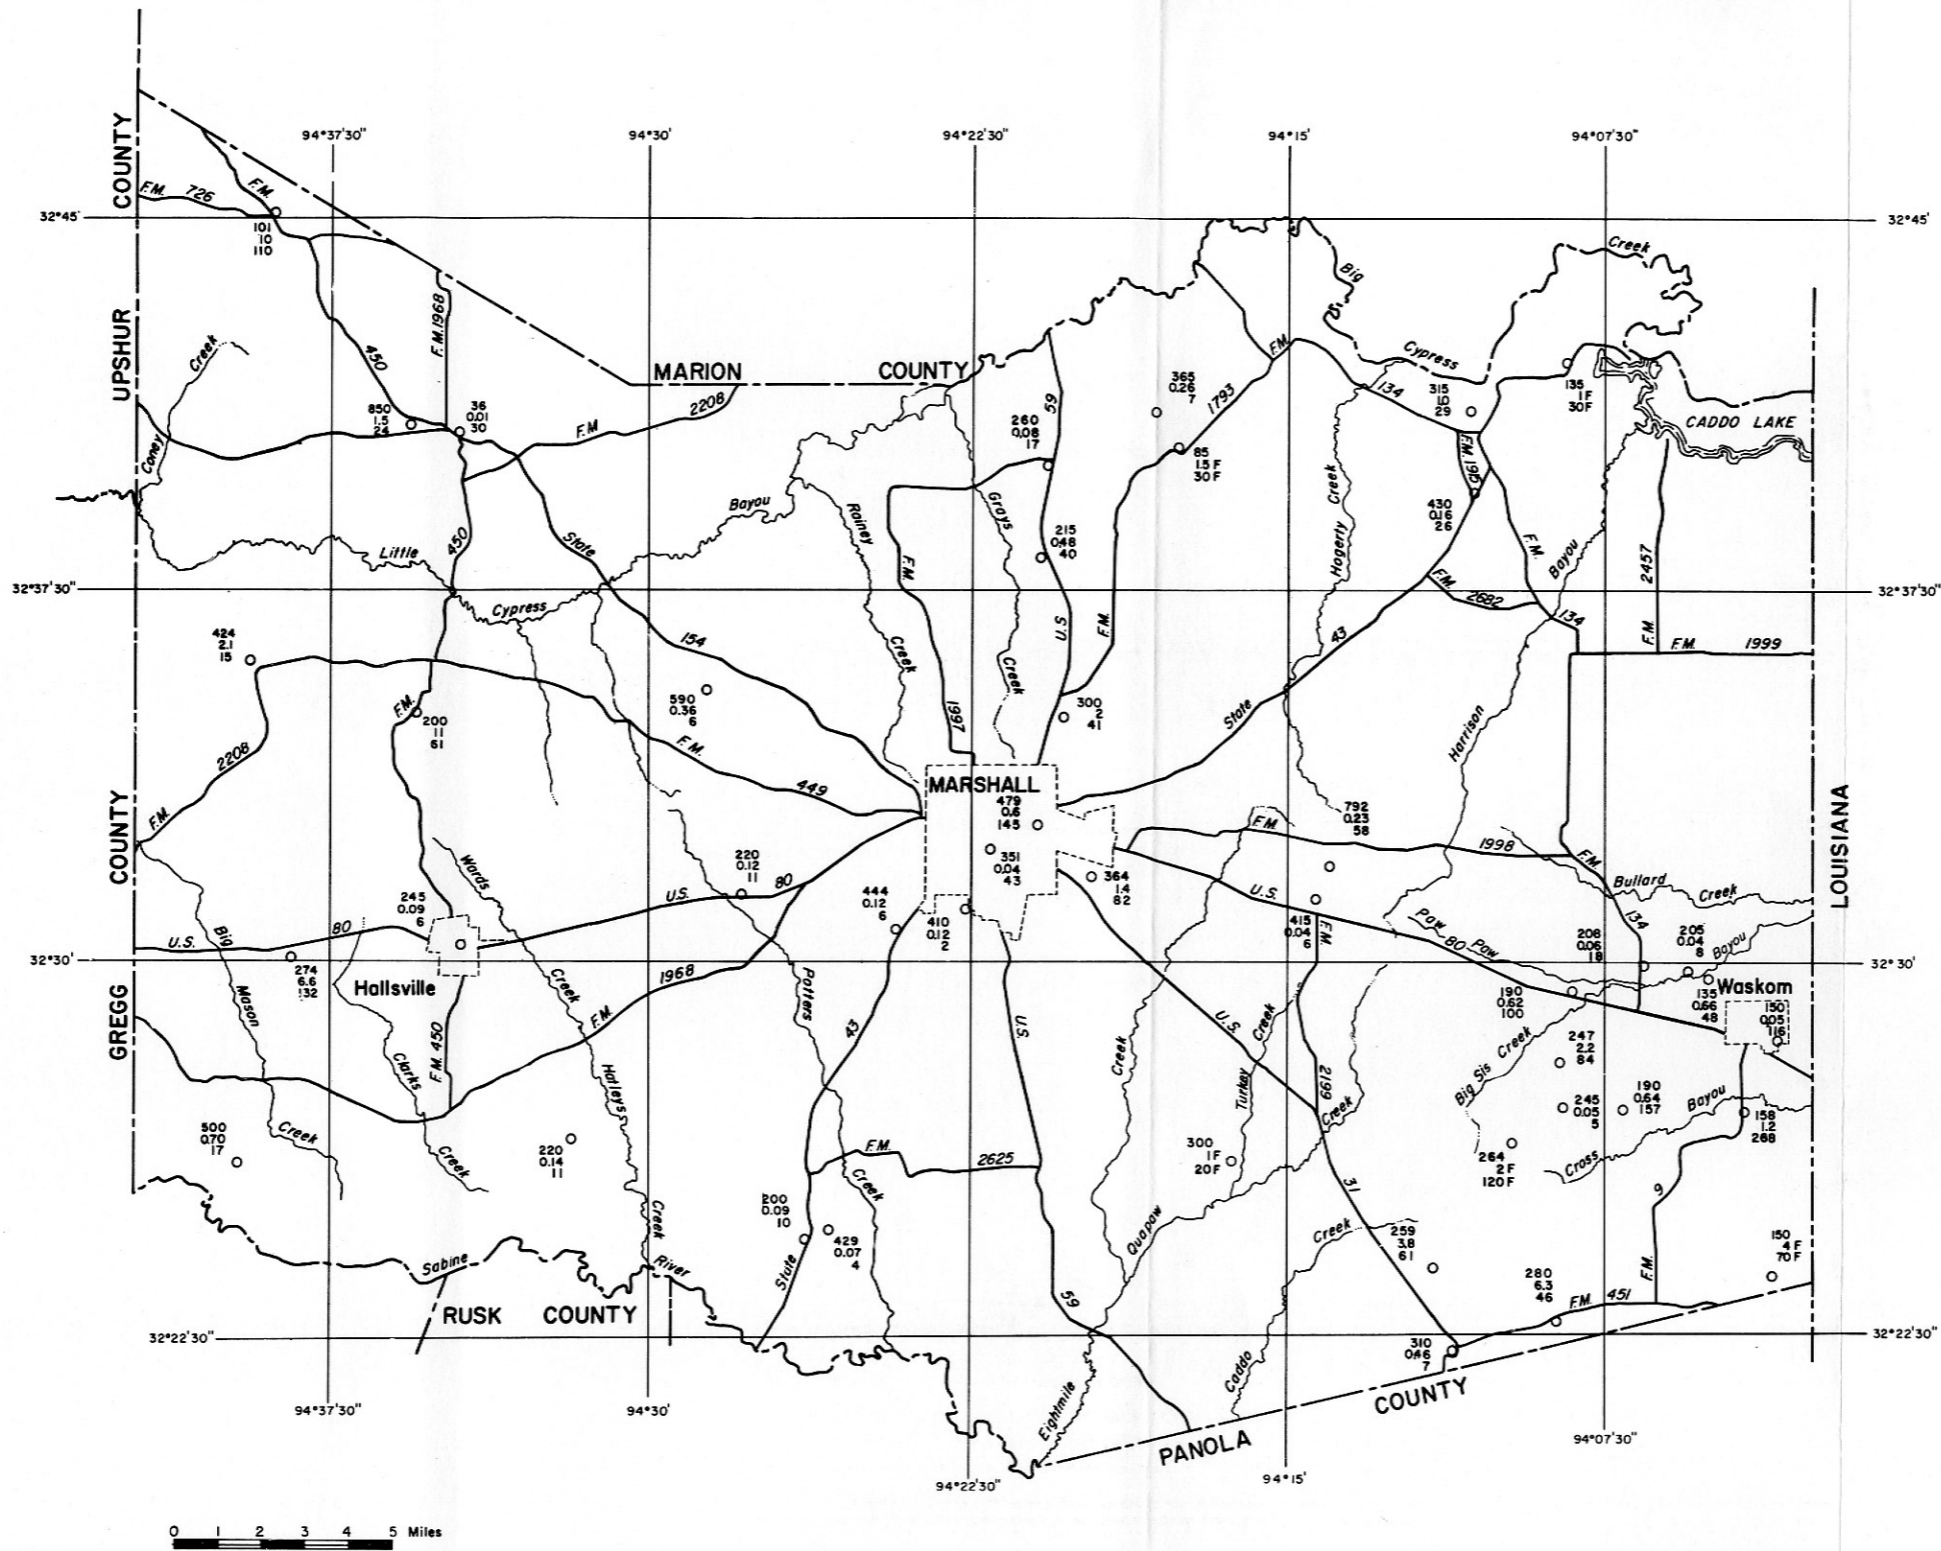 94°37'30"
94°30'
94°22'30"
94°15'
94°07'30"
UPSHUR COUNTY
F.M. 726
F.M.
32°45'
32°45'
101
10
110
F.M. 1968
450
Coney Creek
MARION COUNTY
850
1.5
24
36
0.01
30
F.M 2208
Big Cypress Creek
F.M. 134
59
260
0.08
17
365
0.26
7
1793
85
1.5 F
30 F
315
1.0
29
135
1 F
30 F
CADDO LAKE
F.M.
430
0.16
26
Little Cypress Bayou
450
State 154
Rainey Creek
Grays Creek
F.M. 1997
215
0.48
40
U.S
F.M.
Hagerty Creek
F.M. 134
Harrison Bayou
2457
F.M.
32°37'30"
32°37'30"
F.M. 2682
State 43
F.M. 1999
424
2.1
15
F.M.
200
11
61
590
0.36
6
300
2
41
F.M. 2208
F.M. 449
MARSHALL
479
0.6
145
351
0.04
43
364
1.4
82
792
0.23
58
F.M. 1998
F.M. 134
Bullard Creek
LOUISIANA
GREGG COUNTY
245
0.09
6
Wards Creek
220
0.12
11
U.S. 80
444
0.12
6
410
0.12
2
U.S. 80
415
0.04
6
F.M. 2199
Paw Paw Bayou
208
0.06
18
205
0.04
8
U.S. 80
32°30'
32°30'
274
6.6
132
Hallsville
F.M. 1968
Big Mason Creek
Clarks Creek
F.M. 450
Hatleys Creek
Potters Creek
43
U.S.
U.S.
Creek
Turkey Creek
Creek
190
0.62
100
135
0.66
48
Waskom
150
0.05
116
247
2.2
84
Big Sis Creek
245
0.05
5
190
0.64
157
Cross Bayou
158
1.2
268
500
0.70
17
220
0.14
11
F.M. 2625
300
1 F
20 F
264
2 F
120 F
31
9
F.M.
200
0.09
10
429
0.07
4
State
Quapaw
Creek
259
3.8
61
280
6.3
46
150
4 F
70 F
F.M. 451
Sabine River
RUSK COUNTY
59
32°22'30"
32°22'30"
310
0.46
7
Eightmile
Caddo
PANOLA COUNTY
94°37'30"
94°30'
94°22'30"
94°15'
94°07'30"
0 1 2 3 4 5 Miles